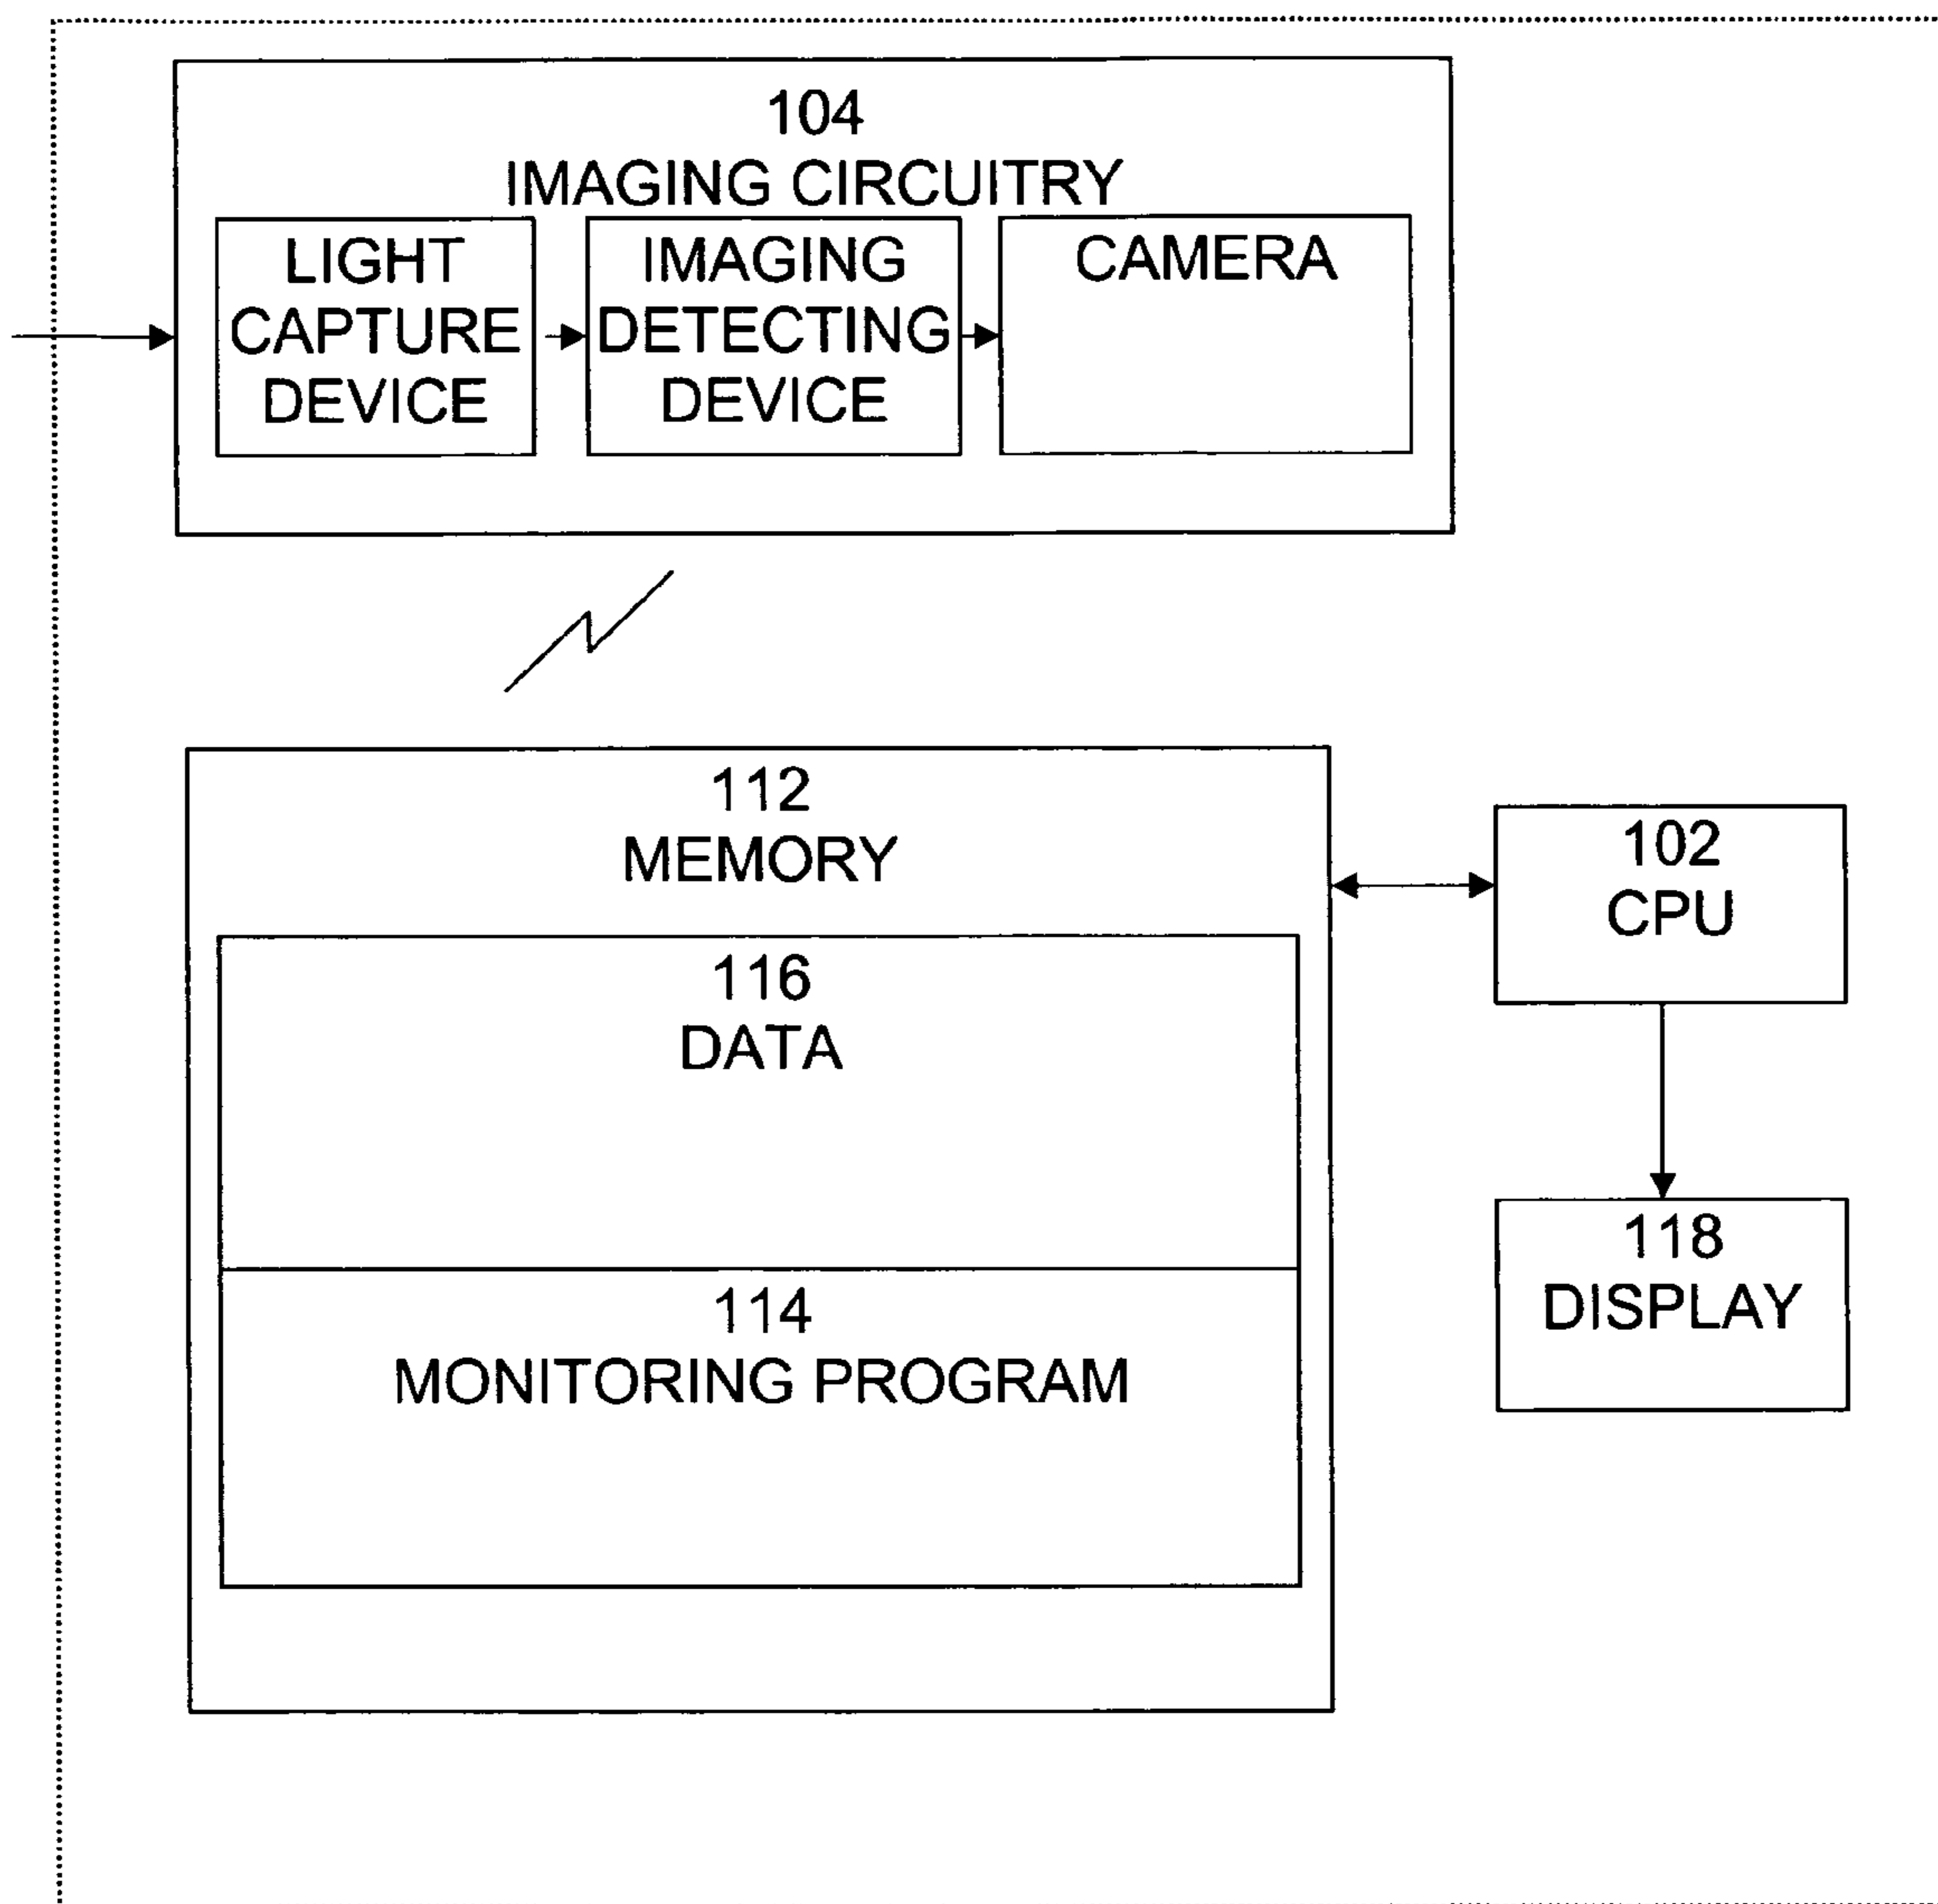 104
IMAGING CIRCUITRY
LIGHT
CAPTURE
DEVICE
IMAGING
DETECTING
DEVICE
CAMERA
112
MEMORY
116
DATA
114
MONITORING PROGRAM
102
CPU
118
DISPLAY